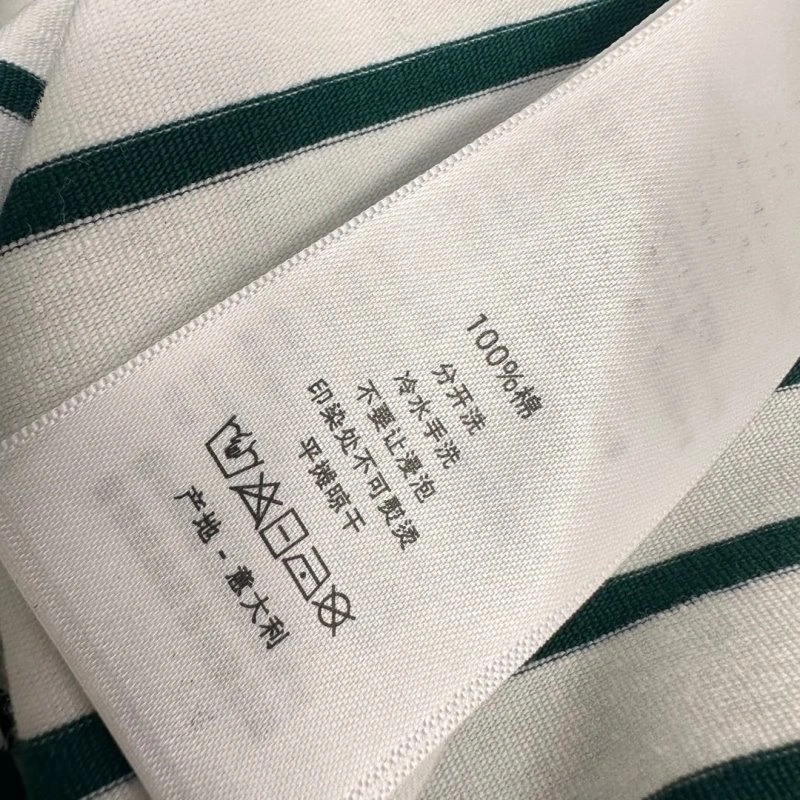 100%棉
分开洗
冷水手洗
不要让浸泡
印染处不可熨烫
平摊晾干
产地 - 意大利